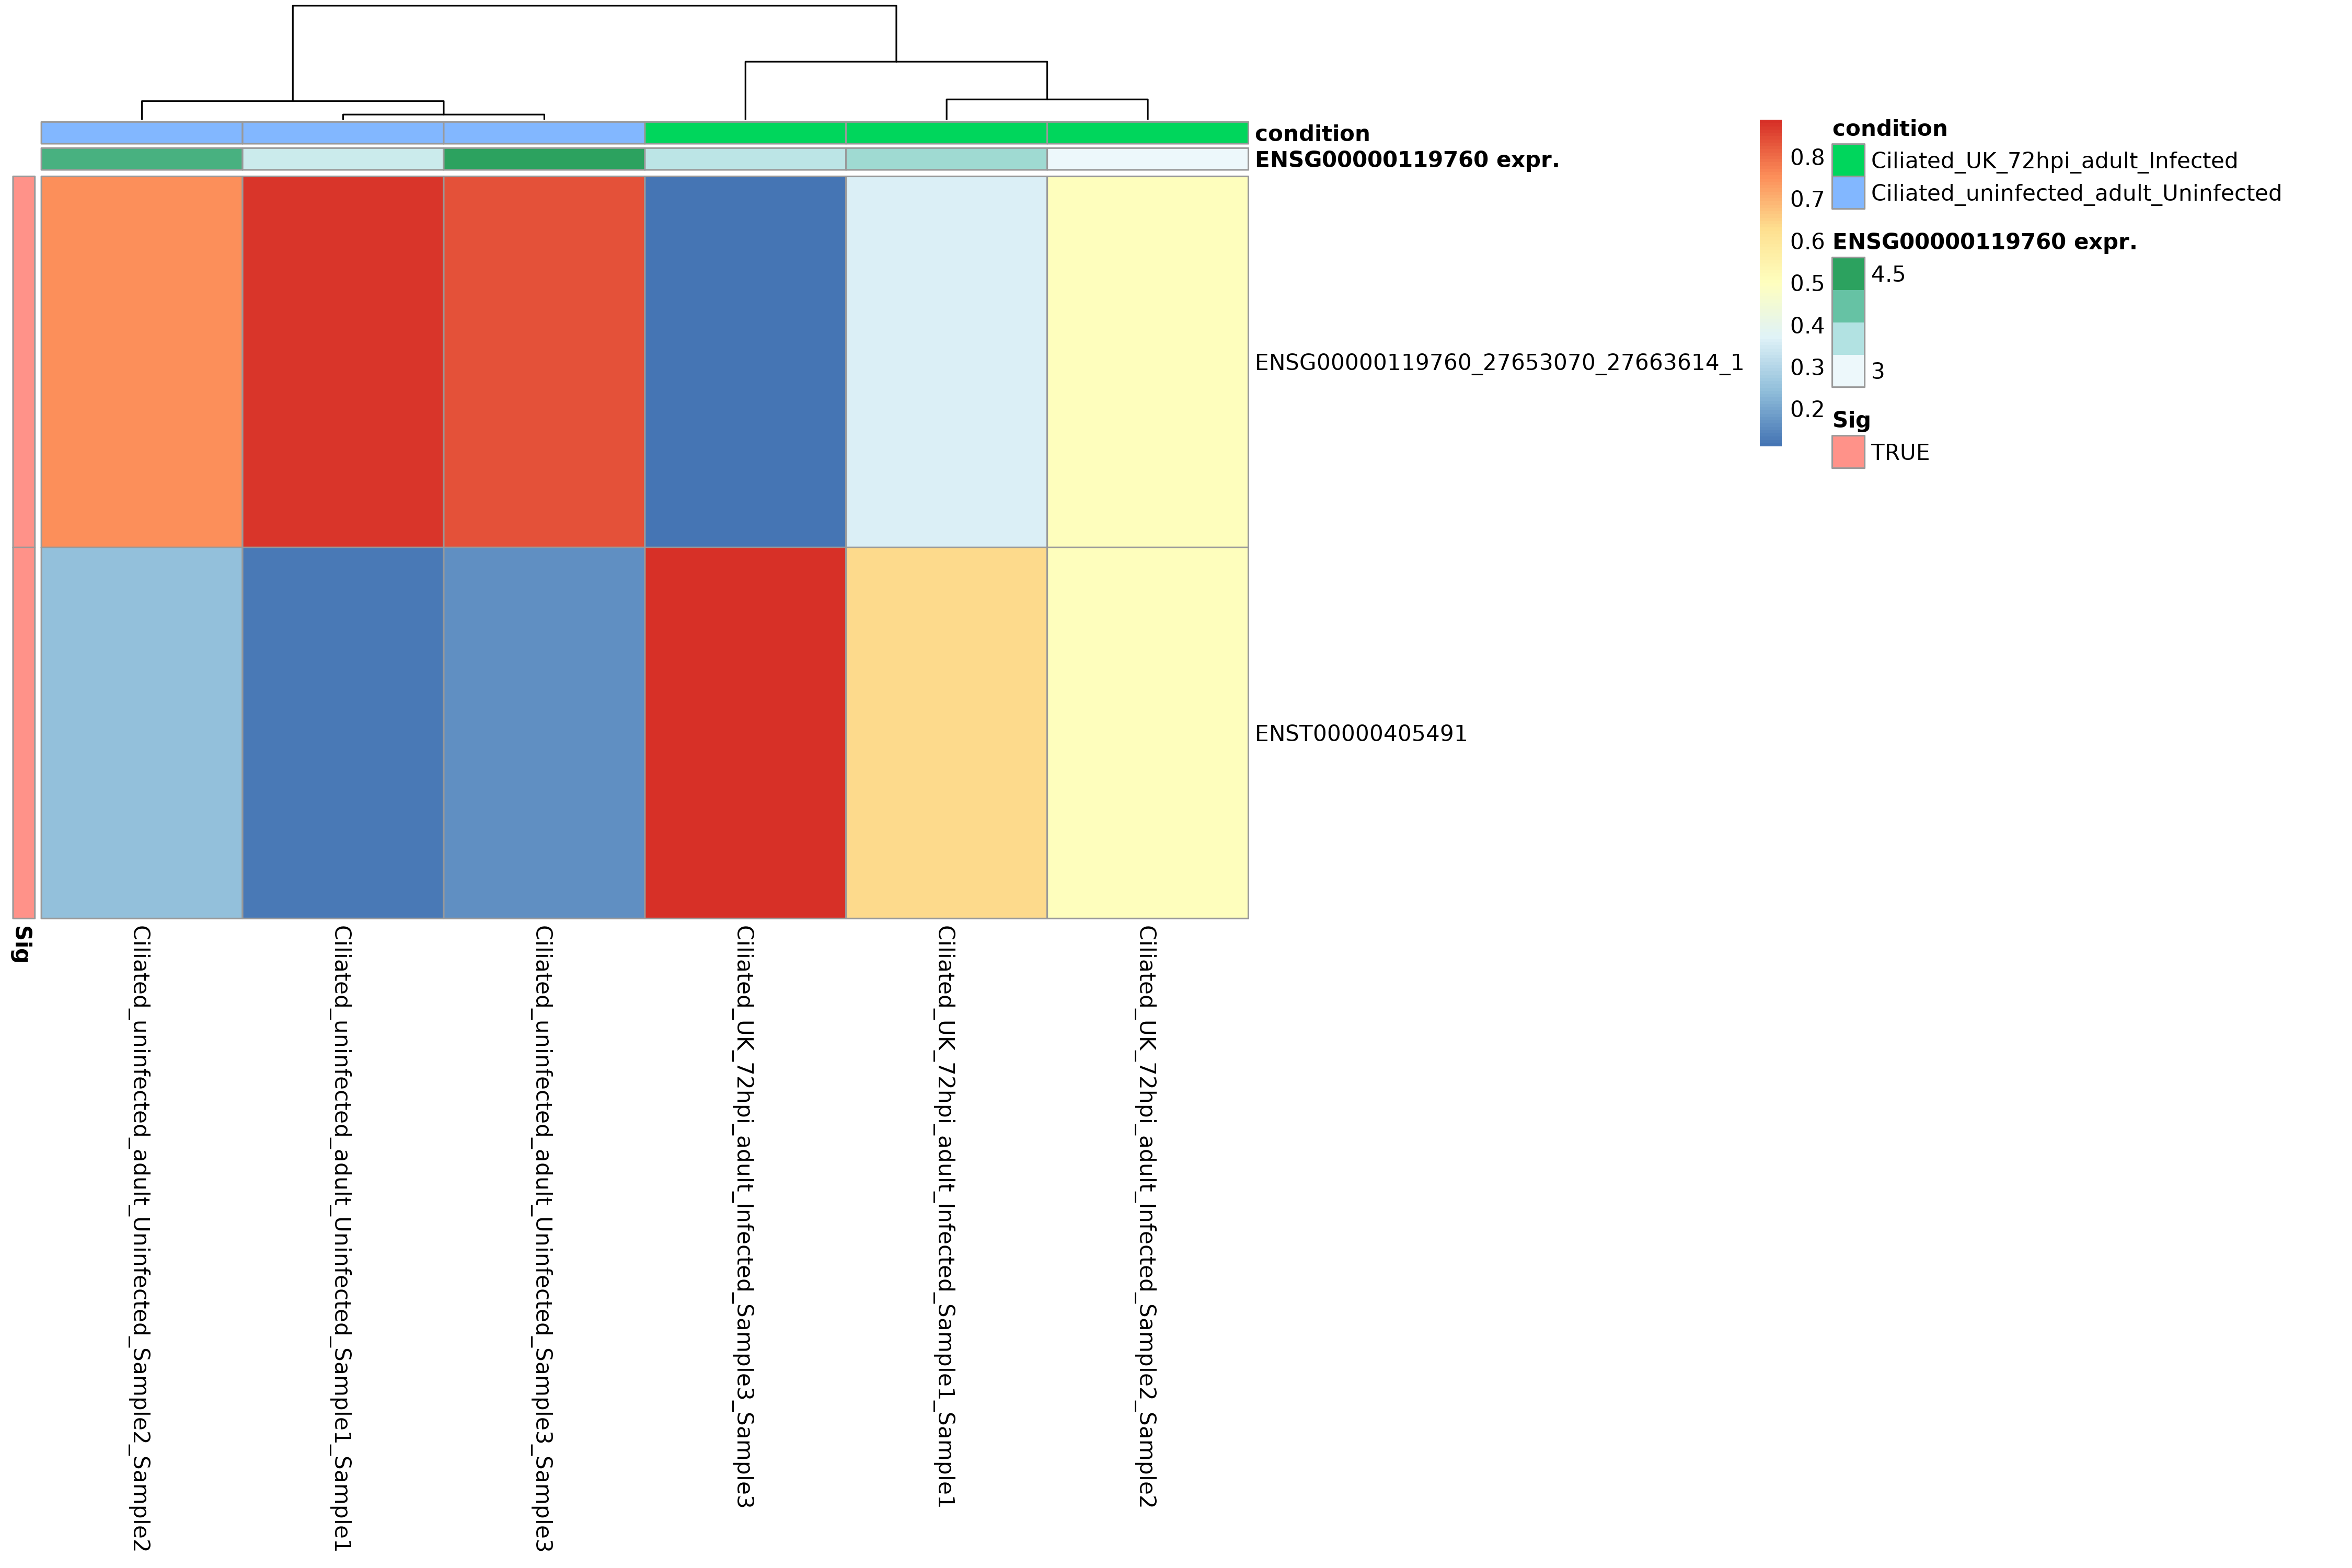 condition
ENSG00000119760 expr.
ENSG00000119760_27653070_27663614_1
ENST00000405491
Sig
Ciliated_uninfected_adult_Uninfected_Sample2_Sample2
Ciliated_uninfected_adult_Uninfected_Sample1_Sample1
Ciliated_uninfected_adult_Uninfected_Sample3_Sample3
Ciliated_UK_72hpi_adult_Infected_Sample3_Sample3
Ciliated_UK_72hpi_adult_Infected_Sample1_Sample1
Ciliated_UK_72hpi_adult_Infected_Sample2_Sample2
0.8
0.7
0.6
0.5
0.4
0.3
0.2
condition
Ciliated_UK_72hpi_adult_Infected
Ciliated_uninfected_adult_Uninfected
ENSG00000119760 expr.
4.5
3
Sig
TRUE